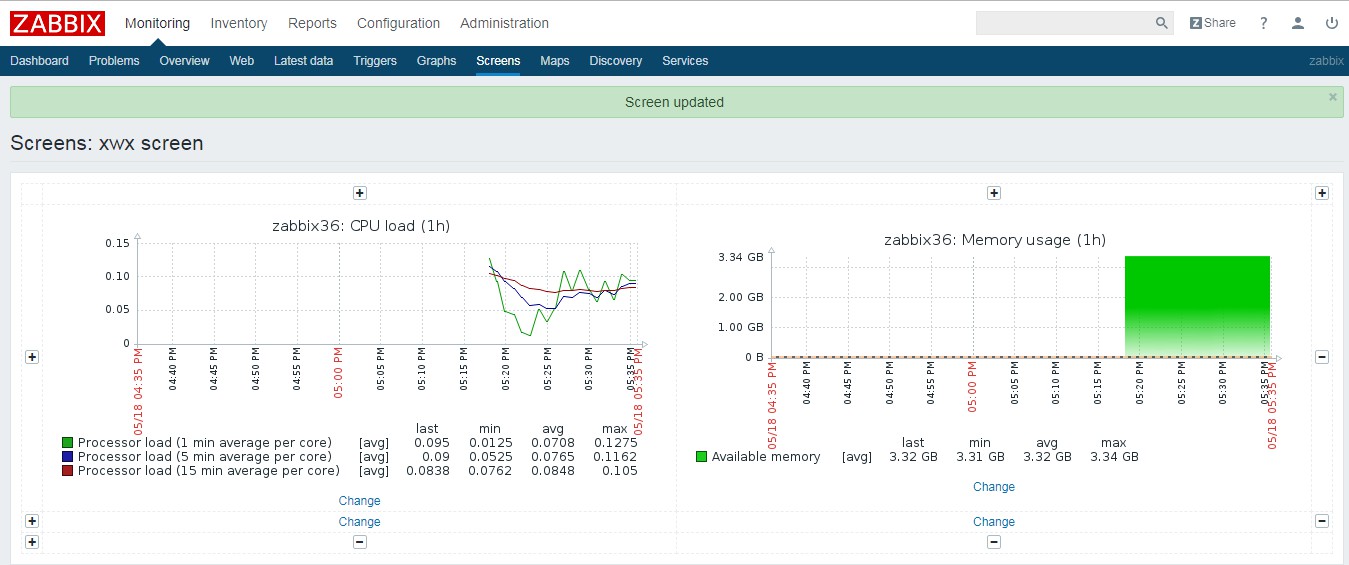 ZABBIX Monitoring Inventory Reports Configuration Administration Z Share ?
Dashboard Problems Overview Web Latest data Triggers Graphs Screens Maps Discovery Services zabbix
Screen updated ×
Screens: xwx screen
+ + +
zabbix36: CPU load (1h)
0.15
0.10
0.05
0
05/18 04:35 PM
04:40 PM
04:45 PM
04:50 PM
04:55 PM
05:00 PM
05:05 PM
05:10 PM
05:15 PM
05:20 PM
05:25 PM
05:30 PM
05:35 PM
05/18 05:35 PM
last min avg max
Processor load (1 min average per core) [avg] 0.095 0.0125 0.0708 0.1275
Processor load (5 min average per core) [avg] 0.09 0.0525 0.0765 0.1162
Processor load (15 min average per core) [avg] 0.0838 0.0762 0.0848 0.105
Change
zabbix36: Memory usage (1h)
3.34 GB
2.00 GB
1.00 GB
0 B
05/18 04:35 PM
04:40 PM
04:45 PM
04:50 PM
04:55 PM
05:00 PM
05:05 PM
05:10 PM
05:15 PM
05:20 PM
05:25 PM
05:30 PM
05:35 PM
05/18 05:35 PM
last min avg max
Available memory [avg] 3.32 GB 3.31 GB 3.32 GB 3.34 GB
Change
+ −
+ Change Change −
+ − −